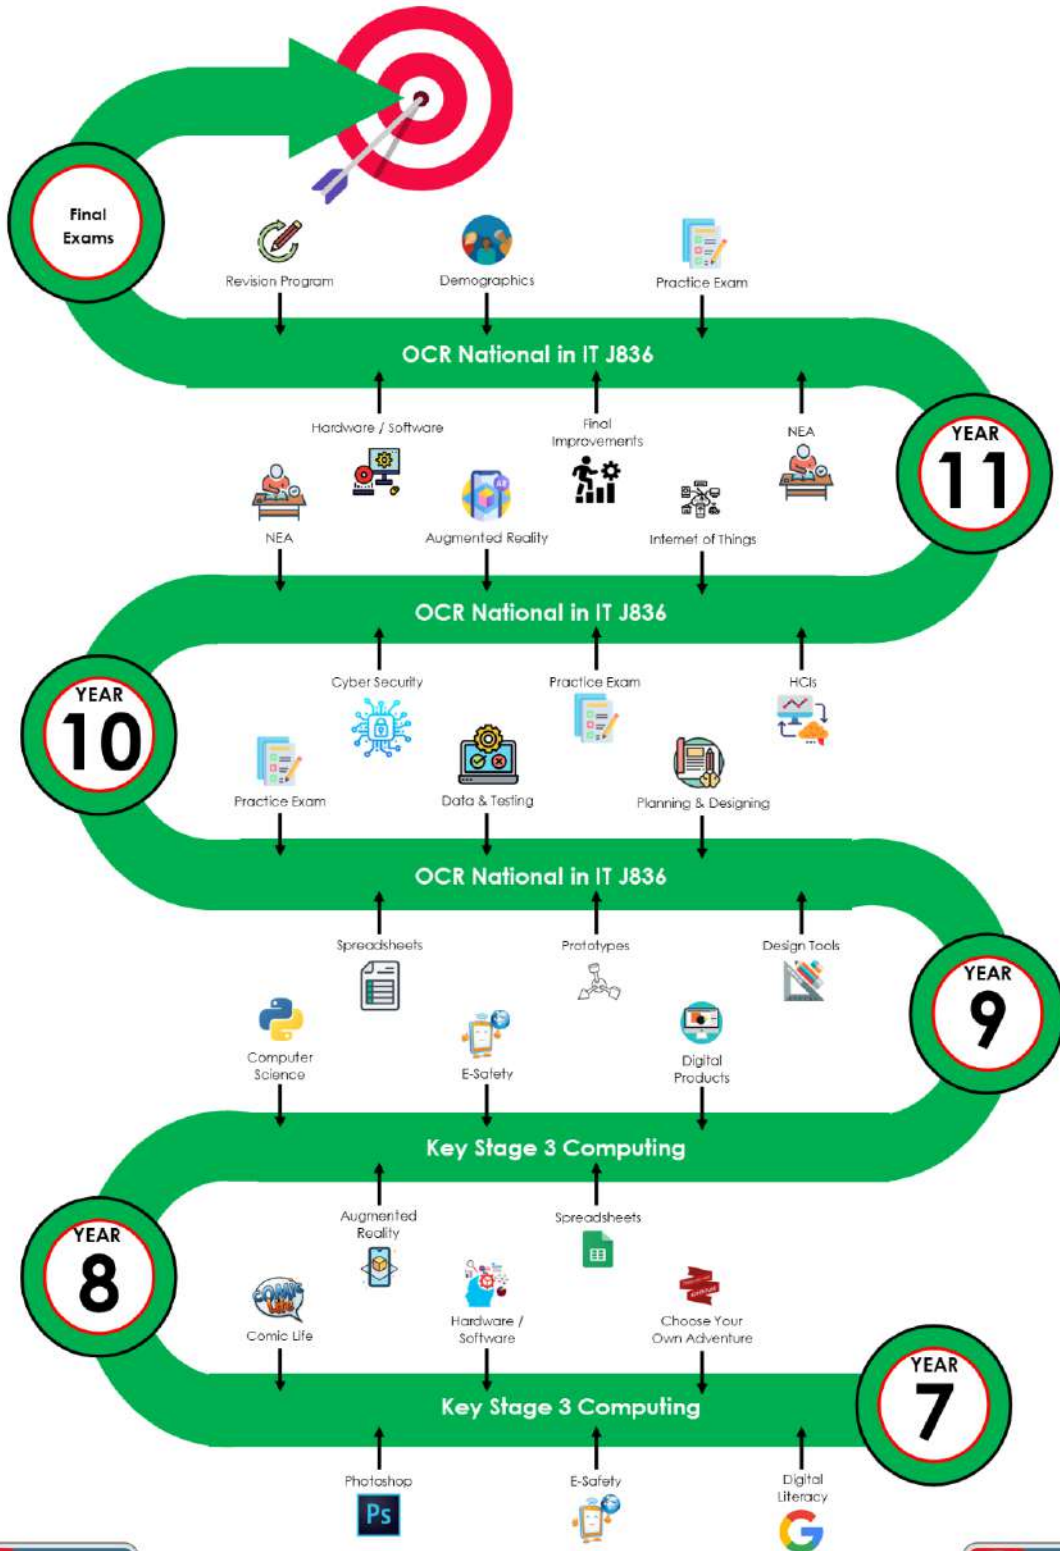 Final
Exams
Revision Program
Demographics
Practice Exam
OCR National in IT J836
Hardware / Software
Final
Improvements
NEA
YEAR
11
NEA
Augmented Reality
AR
Internet of Things
OCR National in IT J836
YEAR
10
Cyber Security
Practice Exam
HCIs
Practice Exam
Data & Testing
Planning & Designing
OCR National in IT J836
Spreadsheets
Prototypes
Design Tools
YEAR
9
Computer
Science
E-Safety
Digital
Products
Key Stage 3 Computing
YEAR
8
Augmented
Reality
Spreadsheets
COMIC
Life
Comic Life
Hardware /
Software
ADVENTURE
Choose Your
Own Adventure
YEAR
7
Key Stage 3 Computing
Photoshop
Ps
E-Safety
Digital
Literacy
G